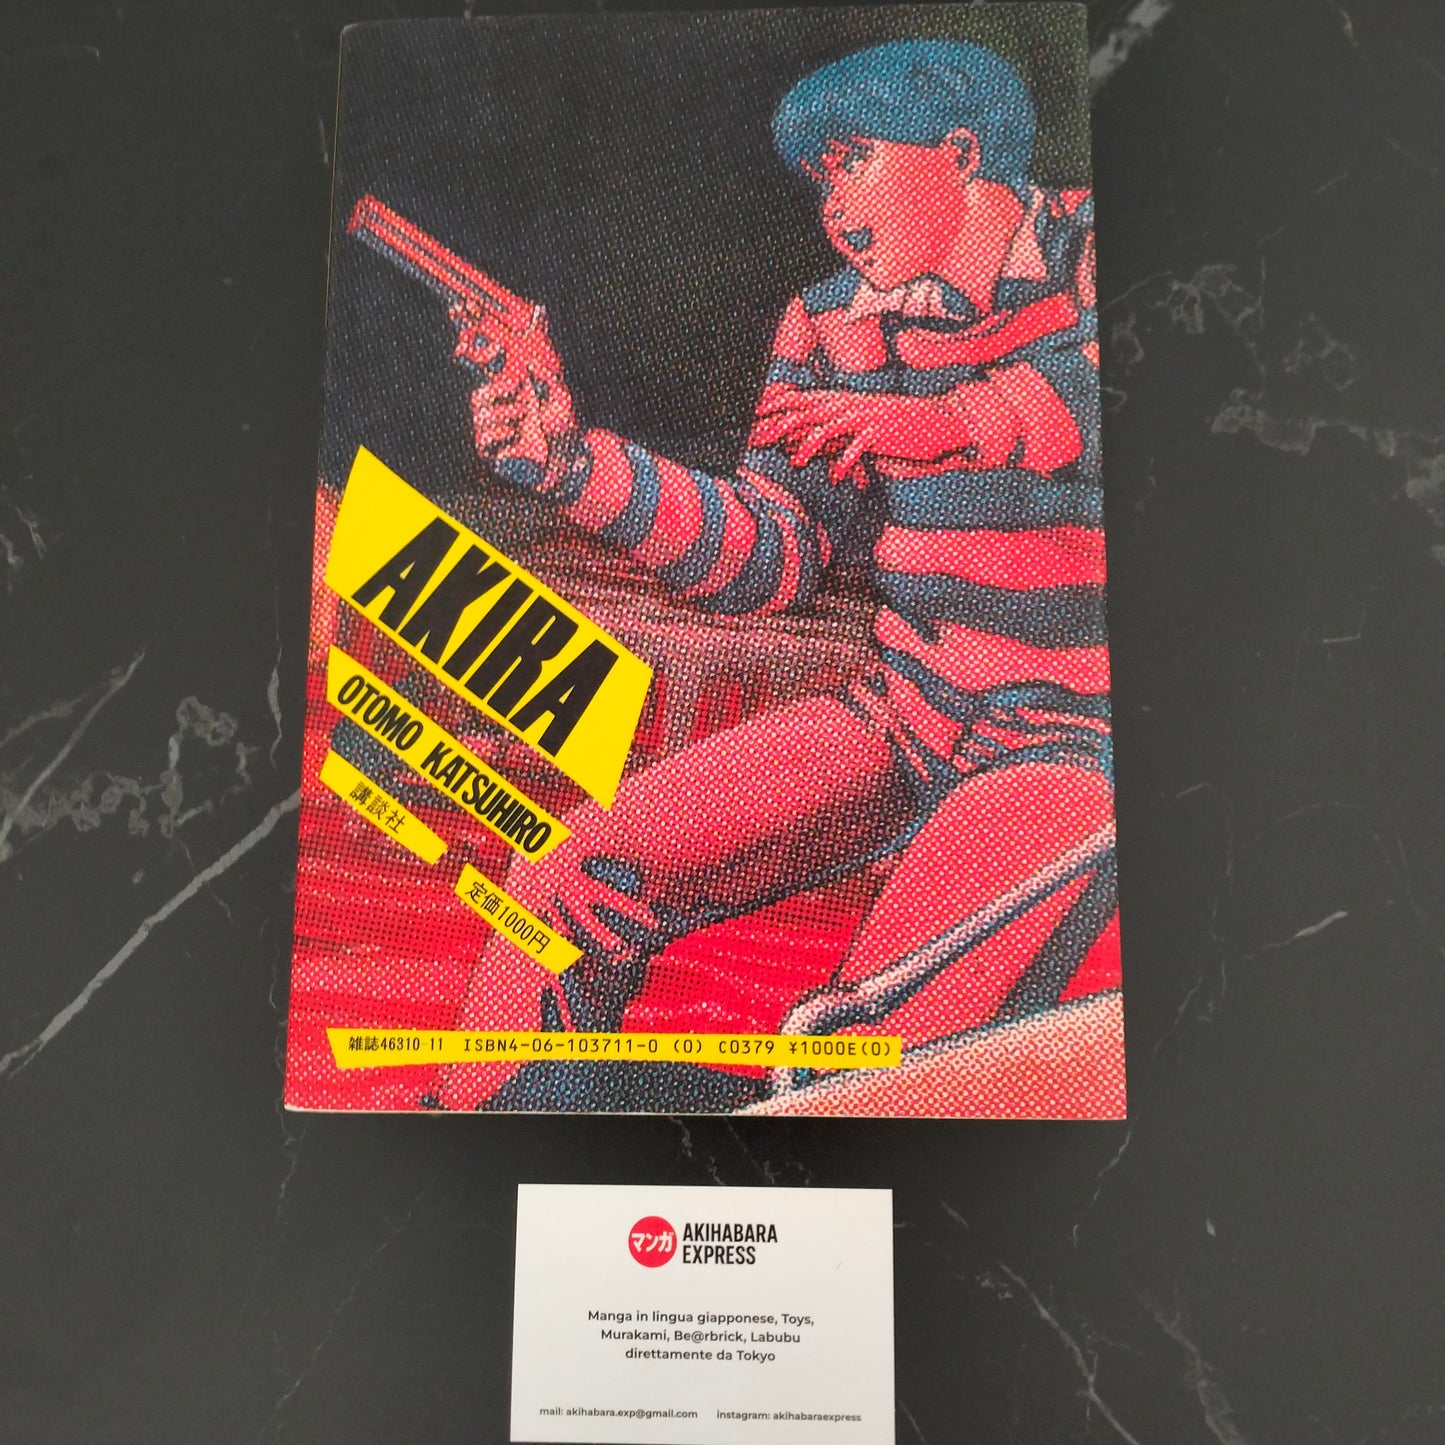 AKIRA
OTOMO KATSUHIRO
講談社
定価1000円
雑誌46310-11 ISBN4-06-103711-0 (0) C0379 ¥1000E(0)
マンガ
AKIHABARA
EXPRESS
Manga in lingua giapponese, Toys,
Murakami, Be@rbrick, Labubu
direttamente da Tokyo
mail: akihabara.exp@gmail.com instagram: akihabaraexpress